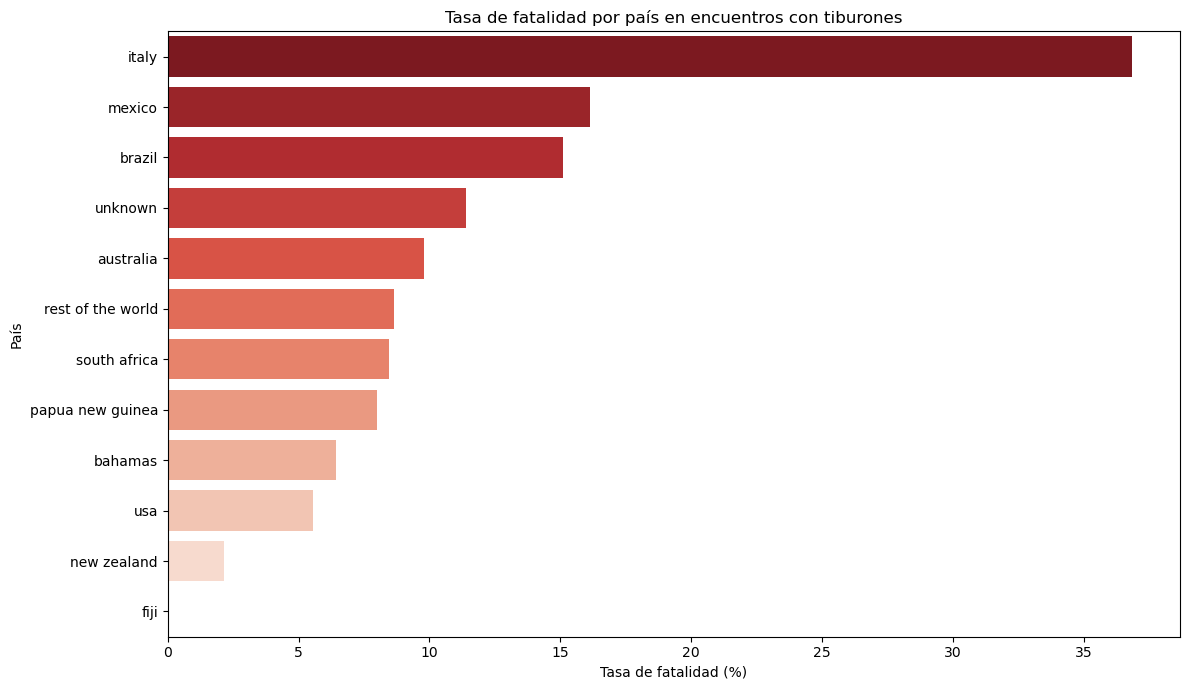 Tasa de fatalidad por país en encuentros con tiburones
italy
mexico
brazil
unknown
australia
rest of the world
south africa
papua new guinea
bahamas
usa
new zealand
fiji
País
0 5 10 15 20 25 30 35
Tasa de fatalidad (%)